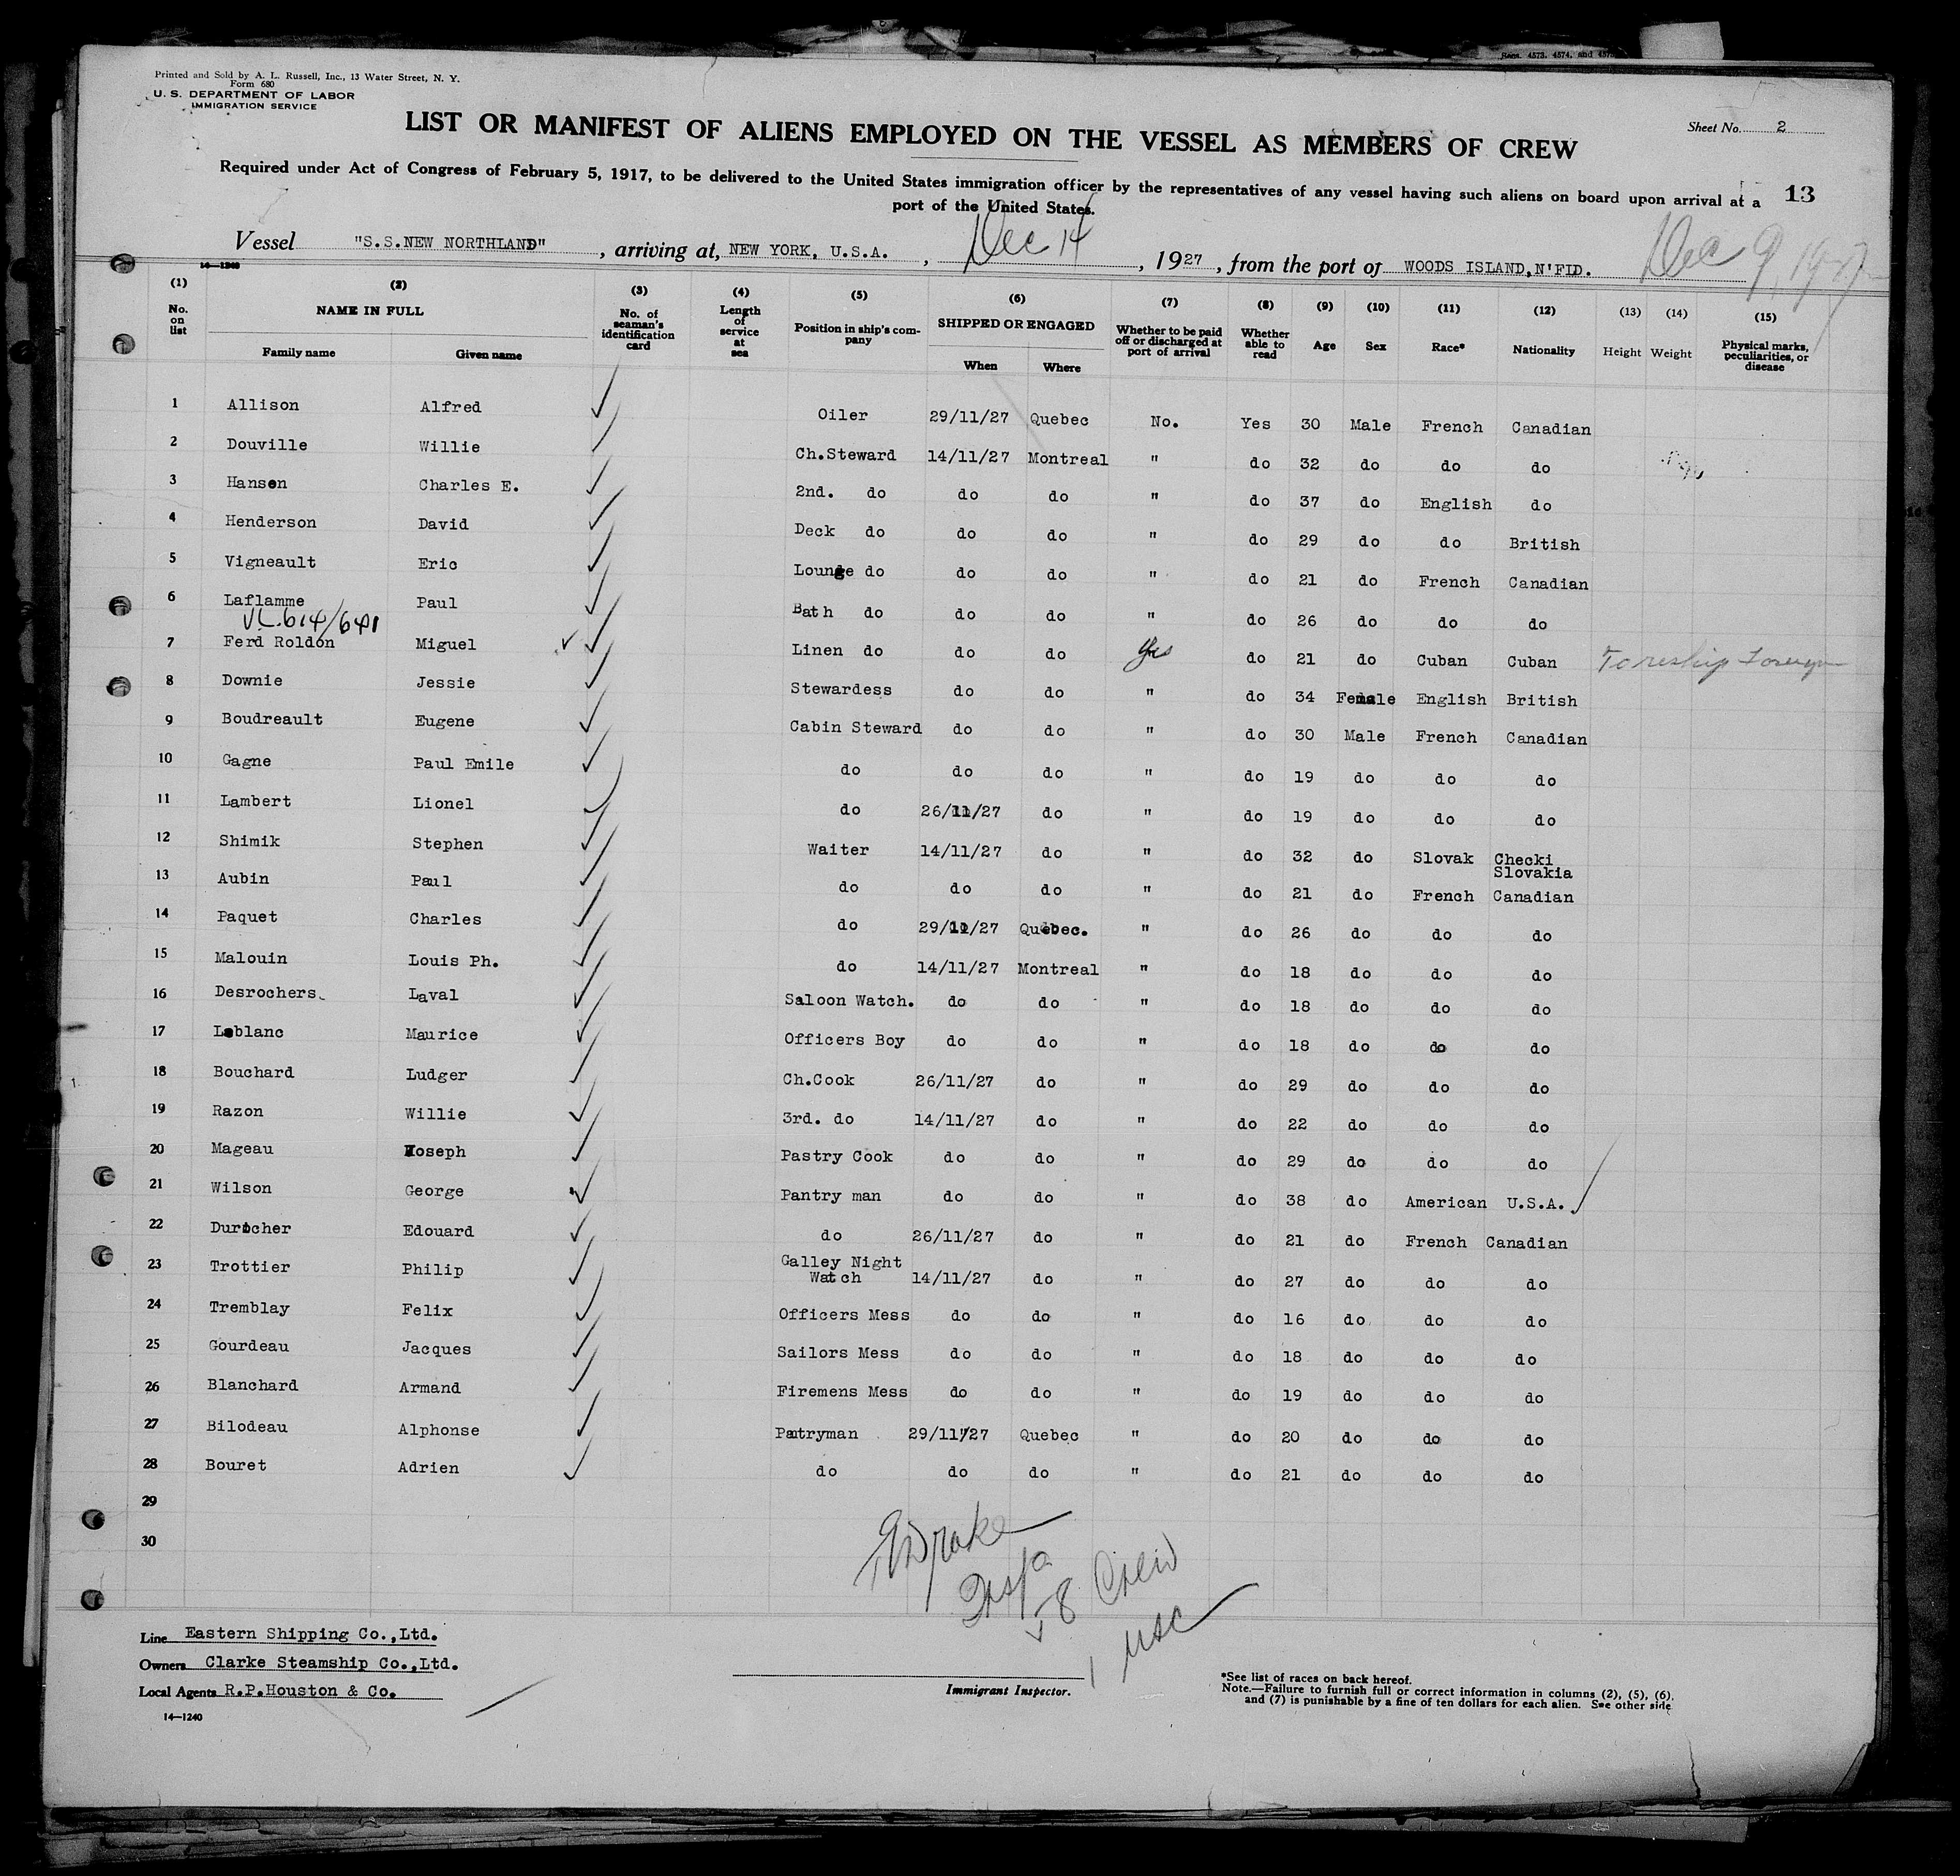 Regs. 4573, 4574, and 457
Printed and Sold by A. L. Russell, Inc., 13 Water Street, N. Y.
Form 680
U. S. DEPARTMENT OF LABOR
IMMIGRATION SERVICE
LIST OR MANIFEST OF ALIENS EMPLOYED ON THE VESSEL AS MEMBERS OF CREW
Sheet No. 2
Required under Act of Congress of February 5, 1917, to be delivered to the United States immigration officer by the representatives of any vessel having such aliens on board upon arrival at a
port of the United States.
13
Vessel "S.S.NEW NORTHLAND", arriving at, NEW YORK, U.S.A., Dec 14, 1927, from the port of WOODS ISLAND,N'FLD. Dec 9, 1927
14—1240
(1) (2) (3) (4) (5) (6) (7) (8) (9) (10) (11) (12) (13) (14) (15)
No. on list NAME IN FULL Family name Given name No. of seaman's identification card Length of service at sea Position in ship's company SHIPPED OR ENGAGED When Where Whether to be paid off or discharged at port of arrival Whether able to read Age Sex Race* Nationality Height Weight Physical marks, peculiarities, or disease
1 Allison Alfred Oiler 29/11/27 Quebec No. Yes 30 Male French Canadian
2 Douville Willie Ch.Steward 14/11/27 Montreal " do 32 do do do
3 Hansen Charles E. 2nd. do do do " do 37 do English do
4 Henderson David Deck do do do " do 29 do do British
5 Vigneault Eric Lounge do do do " do 21 do French Canadian
6 Laflamme Paul Bath do do do " do 26 do do do
614/641
7 Ferd Roldon Miguel Linen do do do Yes do 21 do Cuban Cuban To reship foreign
8 Downie Jessie Stewardess do do " do 34 Female English British
9 Boudreault Eugene Cabin Steward do do " do 30 Male French Canadian
10 Gagne Paul Emile do do do " do 19 do do do
11 Lambert Lionel do 26/11/27 do " do 19 do do do
12 Shimik Stephen Waiter 14/11/27 do " do 32 do Slovak Checki Slovakia
13 Aubin Paul do do do " do 21 do French Canadian
14 Paquet Charles do 29/11/27 Quebec. " do 26 do do do
15 Malouin Louis Ph. do 14/11/27 Montreal " do 18 do do do
16 Desrochers Laval Saloon Watch. do do " do 18 do do do
17 Leblanc Maurice Officers Boy do do " do 18 do do do
18 Bouchard Ludger Ch.Cook 26/11/27 do " do 29 do do do
19 Razon Willie 3rd. do 14/11/27 do " do 22 do do do
20 Mageau Joseph Pastry Cook do do " do 29 do do do
21 Wilson George Pantry man do do " do 38 do American U.S.A.
22 Durocher Edouard do 26/11/27 do " do 21 do French Canadian
23 Trottier Philip Galley Night Watch 14/11/27 do " do 27 do do do
24 Tremblay Felix Officers Mess do do " do 16 do do do
25 Gourdeau Jacques Sailors Mess do do " do 18 do do do
26 Blanchard Armand Firemens Mess do do " do 19 do do do
27 Bilodeau Alphonse Patryman 29/11/27 Quebec " do 20 do do do
28 Bouret Adrien do do do " do 21 do do do
29
30
Drake
8 Crew
1 USC
Line Eastern Shipping Co.,Ltd.
Owners Clarke Steamship Co.,Ltd.
Local Agents R.P.Houston & Co.
14—1240
Immigrant Inspector.
*See list of races on back hereof.
Note.—Failure to furnish full or correct information in columns (2), (5), (6),
and (7) is punishable by a fine of ten dollars for each alien. See other side